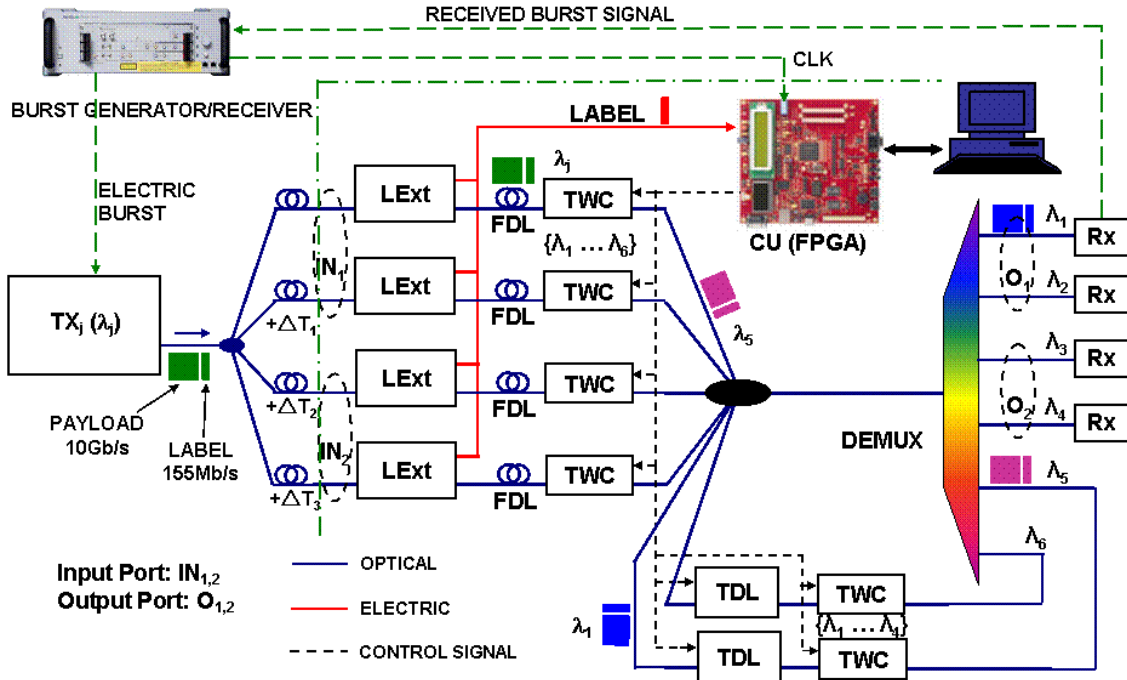 RECEIVED BURST SIGNAL
CLK
BURST GENERATOR/RECEIVER
LABEL
ELECTRIC
BURST
LExt
λj
FDL
TWC
{λ1 ... λ6}
CU (FPGA)
λ1
Rx
IN1
LExt
FDL
TWC
O1
λ2
Rx
TXj (λj)
+ΔT1
λ5
λ3
Rx
LExt
FDL
TWC
O2
λ4
Rx
PAYLOAD
10Gb/s
LABEL
155Mb/s
+ΔT2
IN2
LExt
FDL
TWC
DEMUX
+ΔT3
λ5
λ6
Input Port: IN1,2
Output Port: O1,2
OPTICAL
ELECTRIC
CONTROL SIGNAL
TDL
TWC
{λ1 ... λ4}
λ1
TDL
TWC